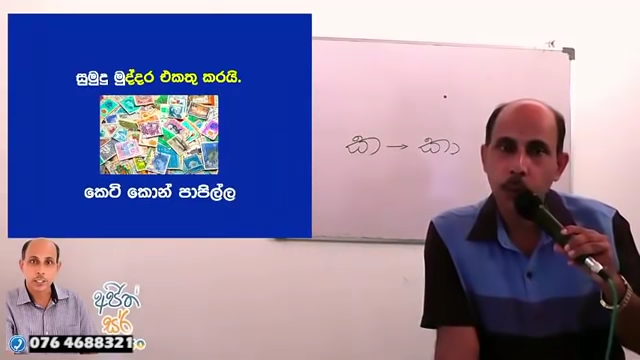 සුමුදු මුද්දර එකතු කරයි.
කෙටි කොන් පාපිල්ල
ක → කා
අජිත්
සර්
076 4688321